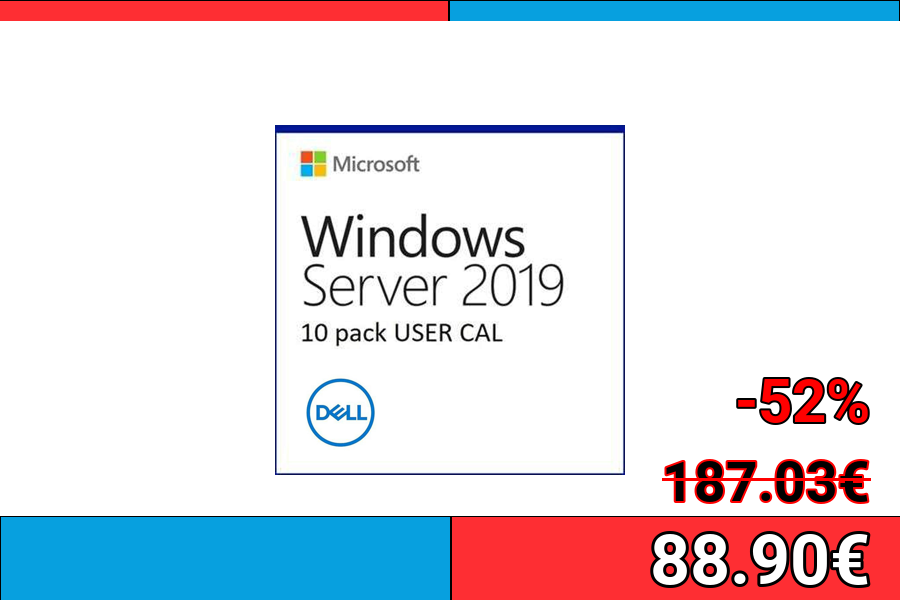 Microsoft
Windows
Server 2019
10 pack USER CAL
DELL
-52%
187.03€
88.90€